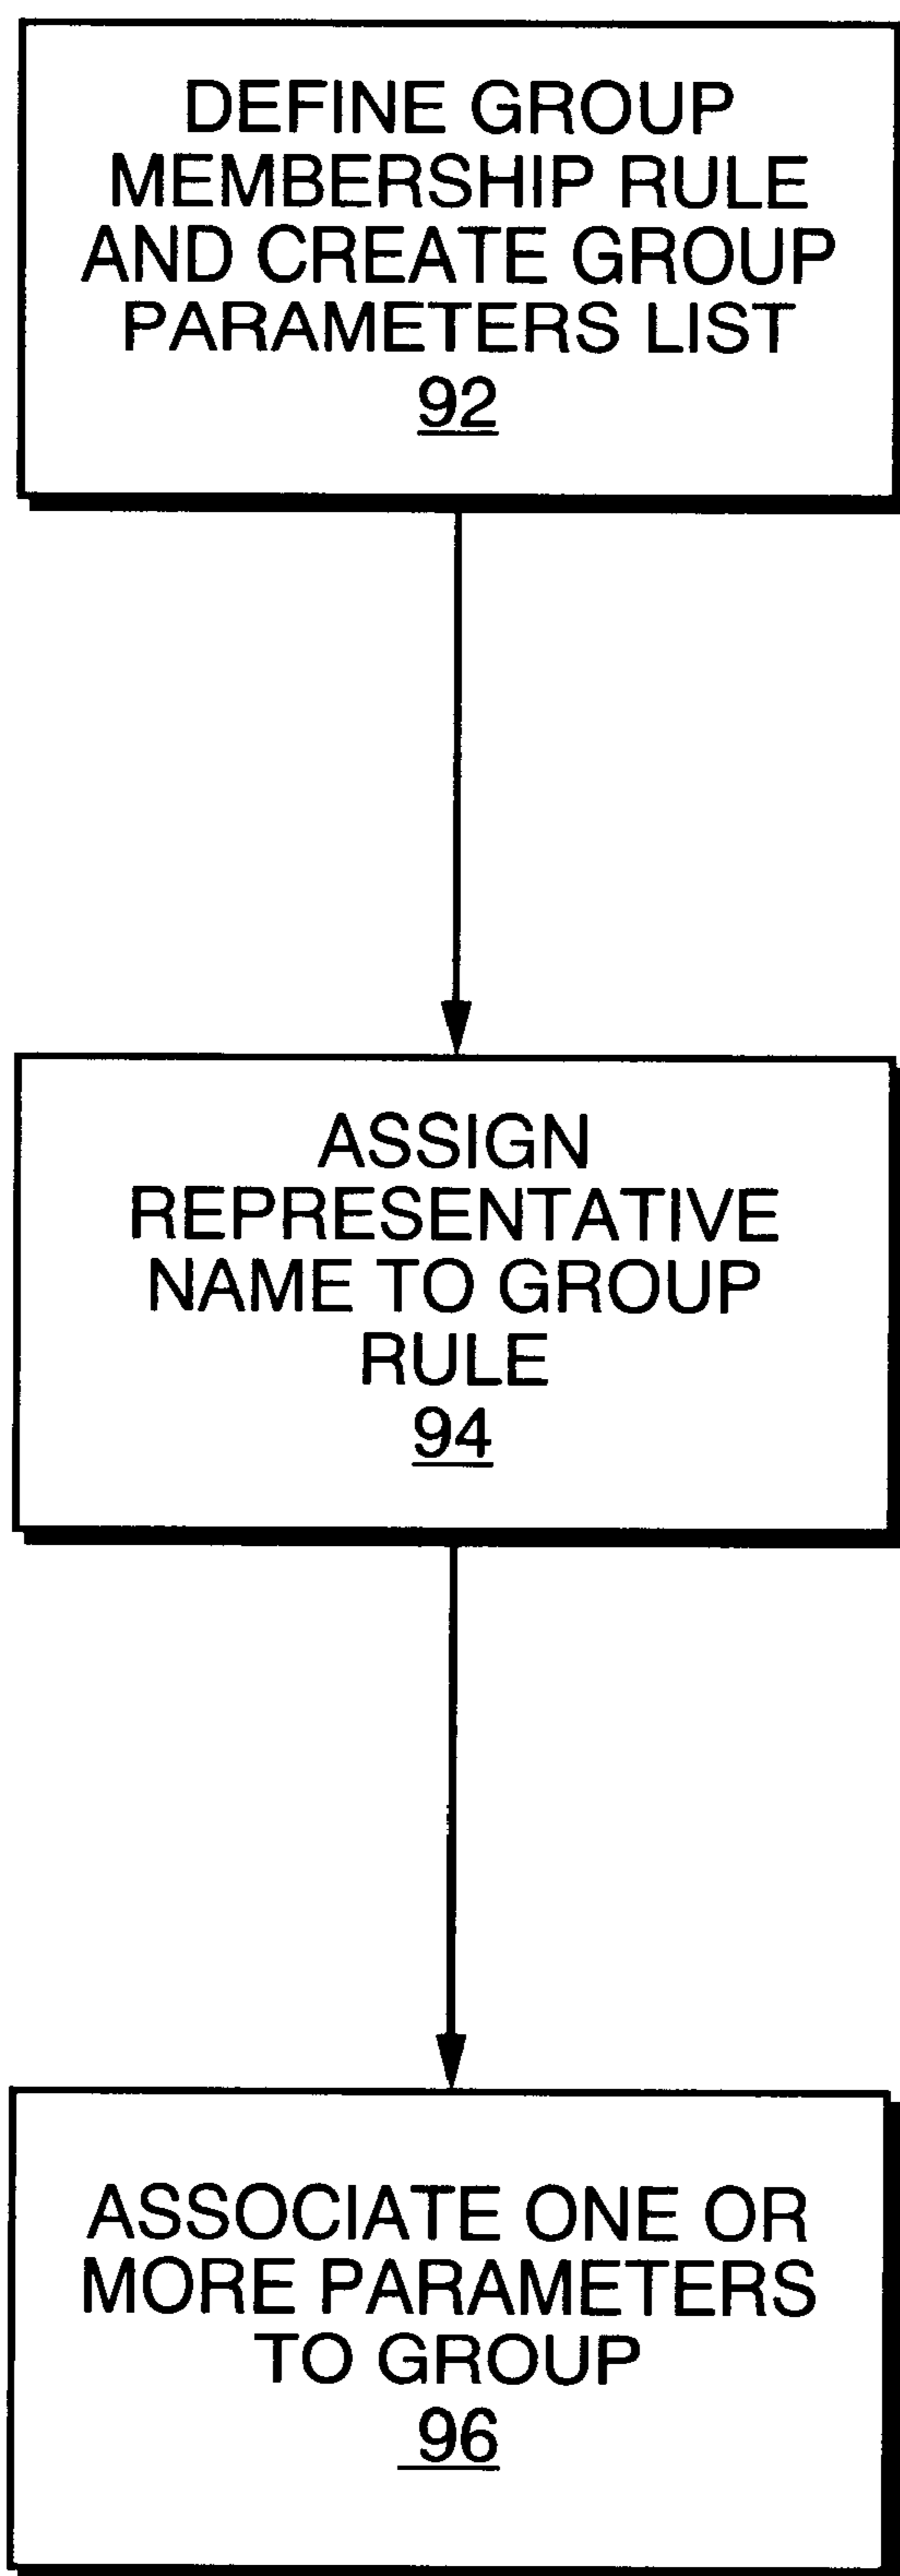 DEFINE GROUP
MEMBERSHIP RULE
AND CREATE GROUP
PARAMETERS LIST
92
ASSIGN
REPRESENTATIVE
NAME TO GROUP
RULE
94
ASSOCIATE ONE OR
MORE PARAMETERS
TO GROUP
96